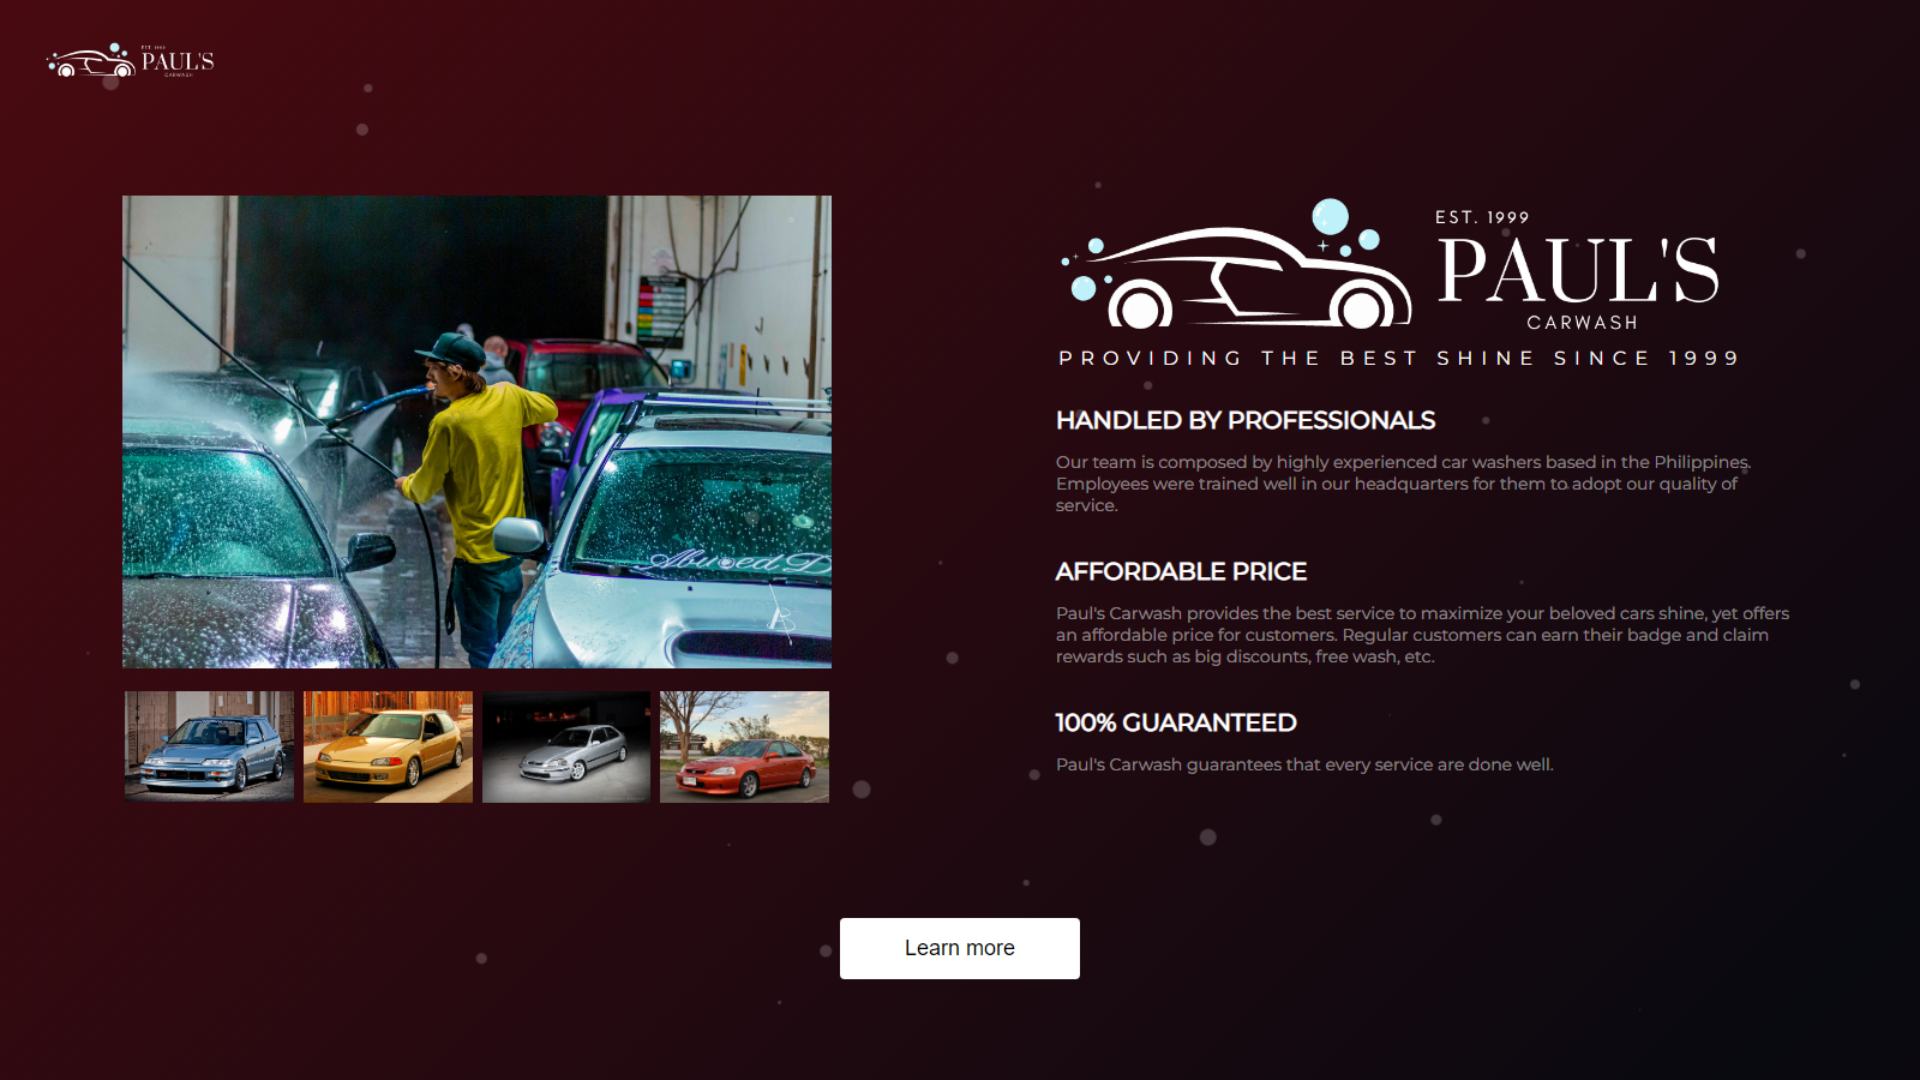 EST. 1999
PAUL'S
CARWASH
EST. 1999
PAUL'S
CARWASH
PROVIDING THE BEST SHINE SINCE 1999
HANDLED BY PROFESSIONALS
Our team is composed by highly experienced car washers based in the Philippines.
Employees were trained well in our headquarters for them to adopt our quality of
service.
AFFORDABLE PRICE
Paul's Carwash provides the best service to maximize your beloved cars shine, yet offers
an affordable price for customers. Regular customers can earn their badge and claim
rewards such as big discounts, free wash, etc.
100% GUARANTEED
Paul's Carwash guarantees that every service are done well.
Learn more